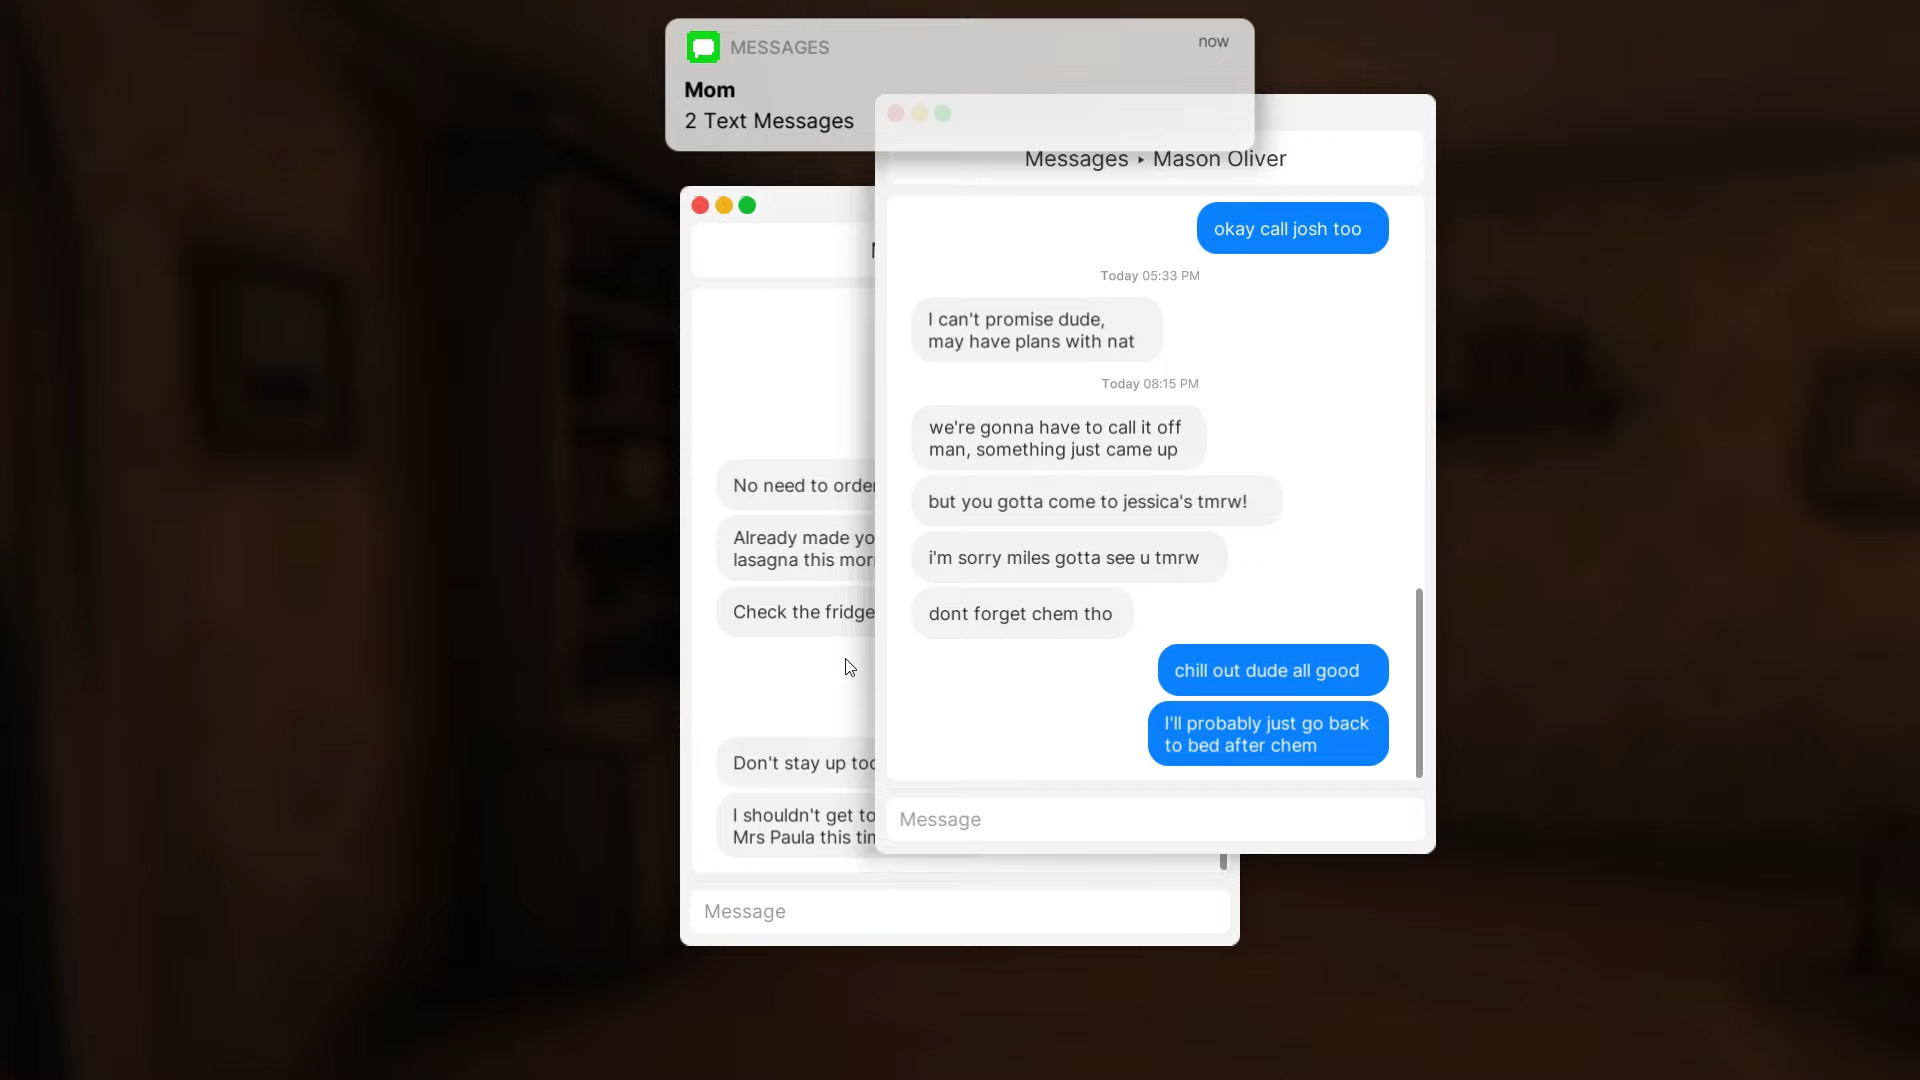 MESSAGES
now
Mom
2 Text Messages
Messages ‣ Mason Oliver
okay call josh too
Today 05:33 PM
I can't promise dude,
may have plans with nat
Today 08:15 PM
we're gonna have to call it off
man, something just came up
but you gotta come to jessica's tmrw!
i'm sorry miles gotta see u tmrw
dont forget chem tho
chill out dude all good
I'll probably just go back
to bed after chem
Message
No need to order
Already made yo
lasagna this mor
Check the fridge
Don't stay up too
I shouldn't get to
Mrs Paula this tim
Message